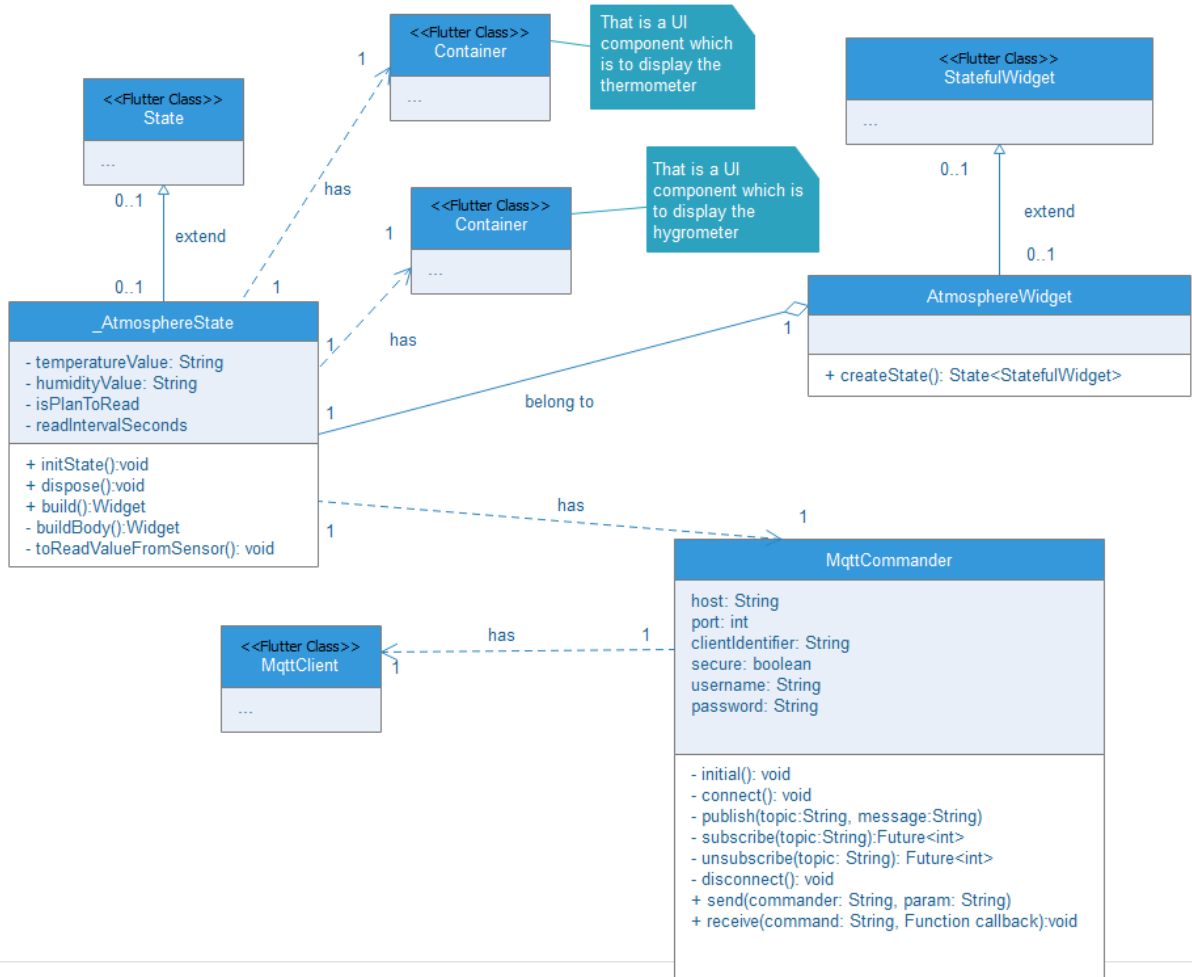 <<Flutter Class>>
Container
...
That is a UI
component which
is to display the
thermometer
<<Flutter Class>>
StatefulWidget
...
<<Flutter Class>>
State
...
1
has
1
<<Flutter Class>>
Container
...
That is a UI
component which is
to display the
hygrometer
0..1
extend
0..1
0..1
extend
0..1
1
has
1
_AtmosphereState
- temperatureValue: String
- humidityValue: String
- isPlanToRead
- readIntervalSeconds
+ initState():void
+ dispose():void
+ build():Widget
- buildBody():Widget
- toReadValueFromSensor(): void
AtmosphereWidget
+ createState(): State<StatefulWidget>
1
belong to
1
has
1
1
MqttCommander
host: String
port: int
clientIdentifier: String
secure: boolean
username: String
password: String
- initial(): void
- connect(): void
- publish(topic:String, message:String)
- subscribe(topic:String):Future<int>
- unsubscribe(topic: String): Future<int>
- disconnect(): void
+ send(commander: String, param: String)
+ receive(command: String, Function callback):void
has
1
1
<<Flutter Class>>
MqttClient
...